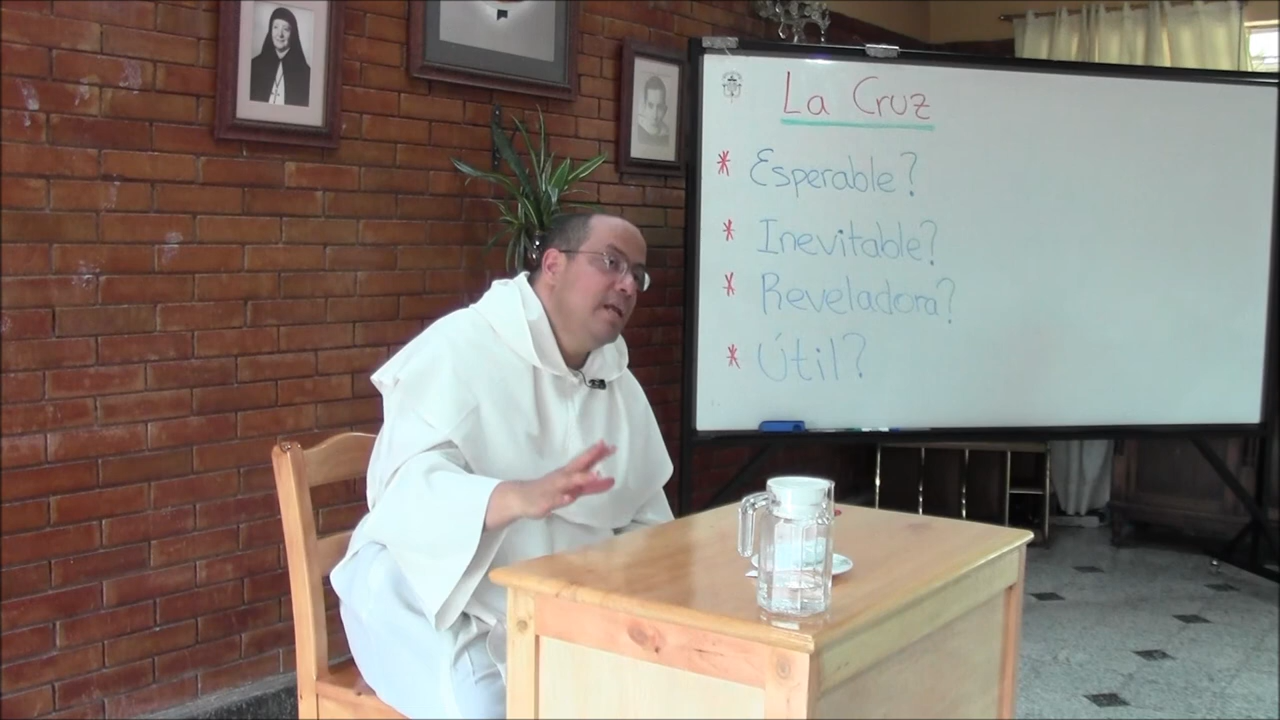 La Cruz
* Esperable?
* Inevitable?
* Reveladora?
* Útil?